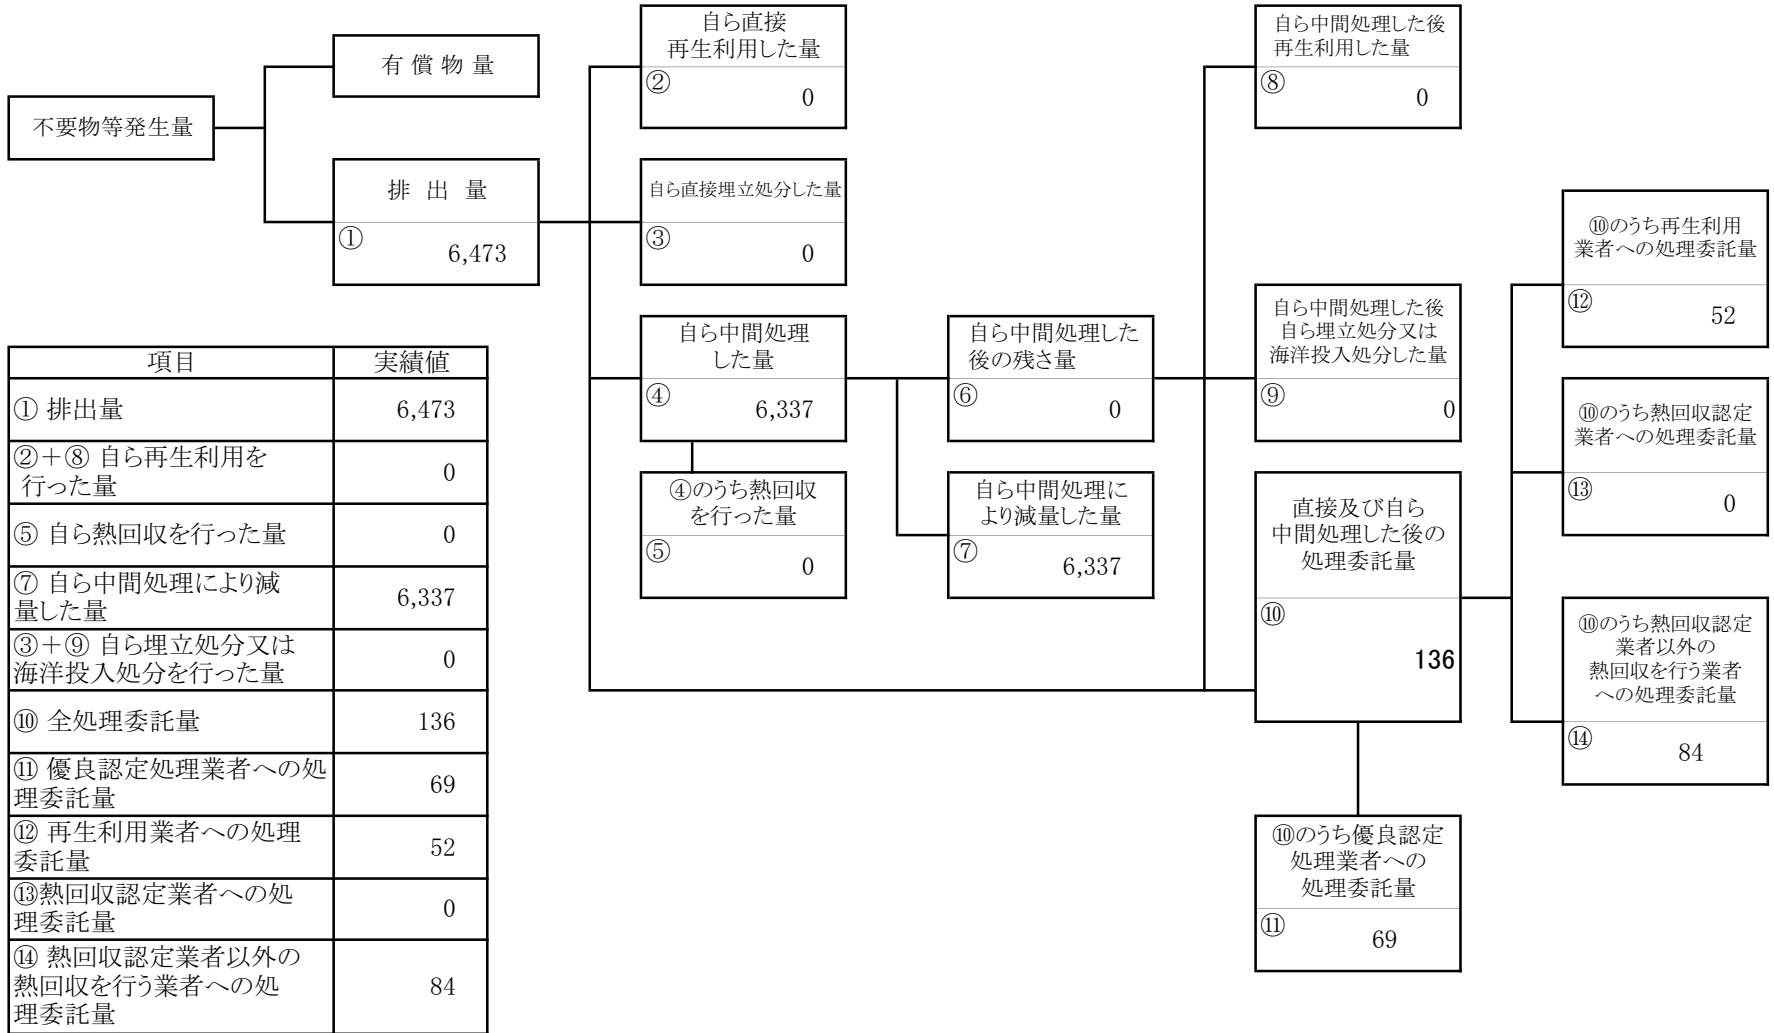 不要物等発生量
有 償 物 量
排 出 量
①
6,473
自ら直接
再生利用した量
②
0
自ら直接埋立処分した量
③
0
自ら中間処理
した量
④
6,337
④のうち熱回収
を行った量
⑤
0
自ら中間処理した
後の残さ量
⑥
0
自ら中間処理に
より減量した量
⑦
6,337
自ら中間処理した後
再生利用した量
⑧
0
自ら中間処理した後
自ら埋立処分又は
海洋投入処分した量
⑨
0
直接及び自ら
中間処理した後の
処理委託量
⑩
136
⑩のうち優良認定
処理業者への
処理委託量
⑪
69
⑩のうち再生利用
業者への処理委託量
⑫
52
⑩のうち熱回収認定
業者への処理委託量
⑬
0
⑩のうち熱回収認定
業者以外の
熱回収を行う業者
への処理委託量
⑭
84
項目 実績値
① 排出量 6,473
②＋⑧ 自ら再生利用を
行った量 0
⑤ 自ら熱回収を行った量 0
⑦ 自ら中間処理により減
量した量 6,337
③＋⑨ 自ら埋立処分又は
海洋投入処分を行った量 0
⑩ 全処理委託量 136
⑪ 優良認定処理業者への処
理委託量 69
⑫ 再生利用業者への処理
委託量 52
⑬熱回収認定業者への処
理委託量 0
⑭ 熱回収認定業者以外の
熱回収を行う業者への処
理委託量 84